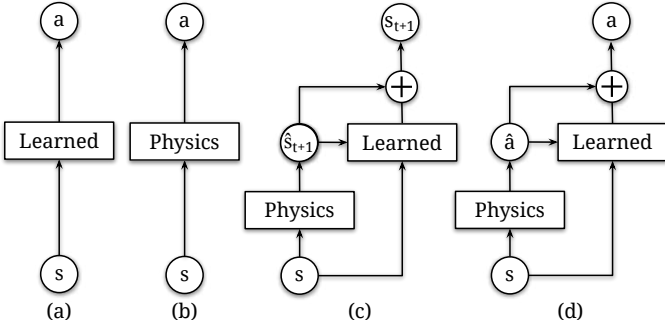 a a s_{t+1} a
+ +
Learned Physics ŝ_{t+1} Learned â Learned
Physics Physics
s s s s
(a) (b) (c) (d)